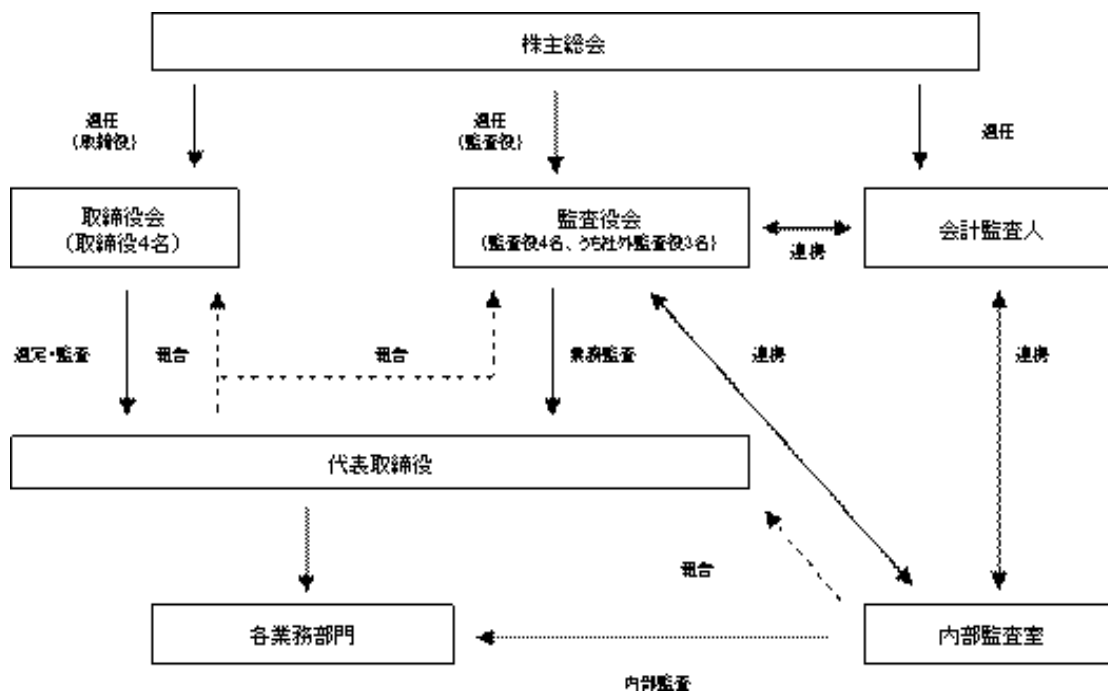 株主総会
選任
(取締役)
選任
(監査役)
選任
取締役会
(取締役4名)
監査役会
(監査役4名、うち社外監査役3名)
会計監査人
連携
選定・監査
報告
報告
業務監査
連携
連携
代表取締役
報告
各業務部門
内部監査室
内部監査